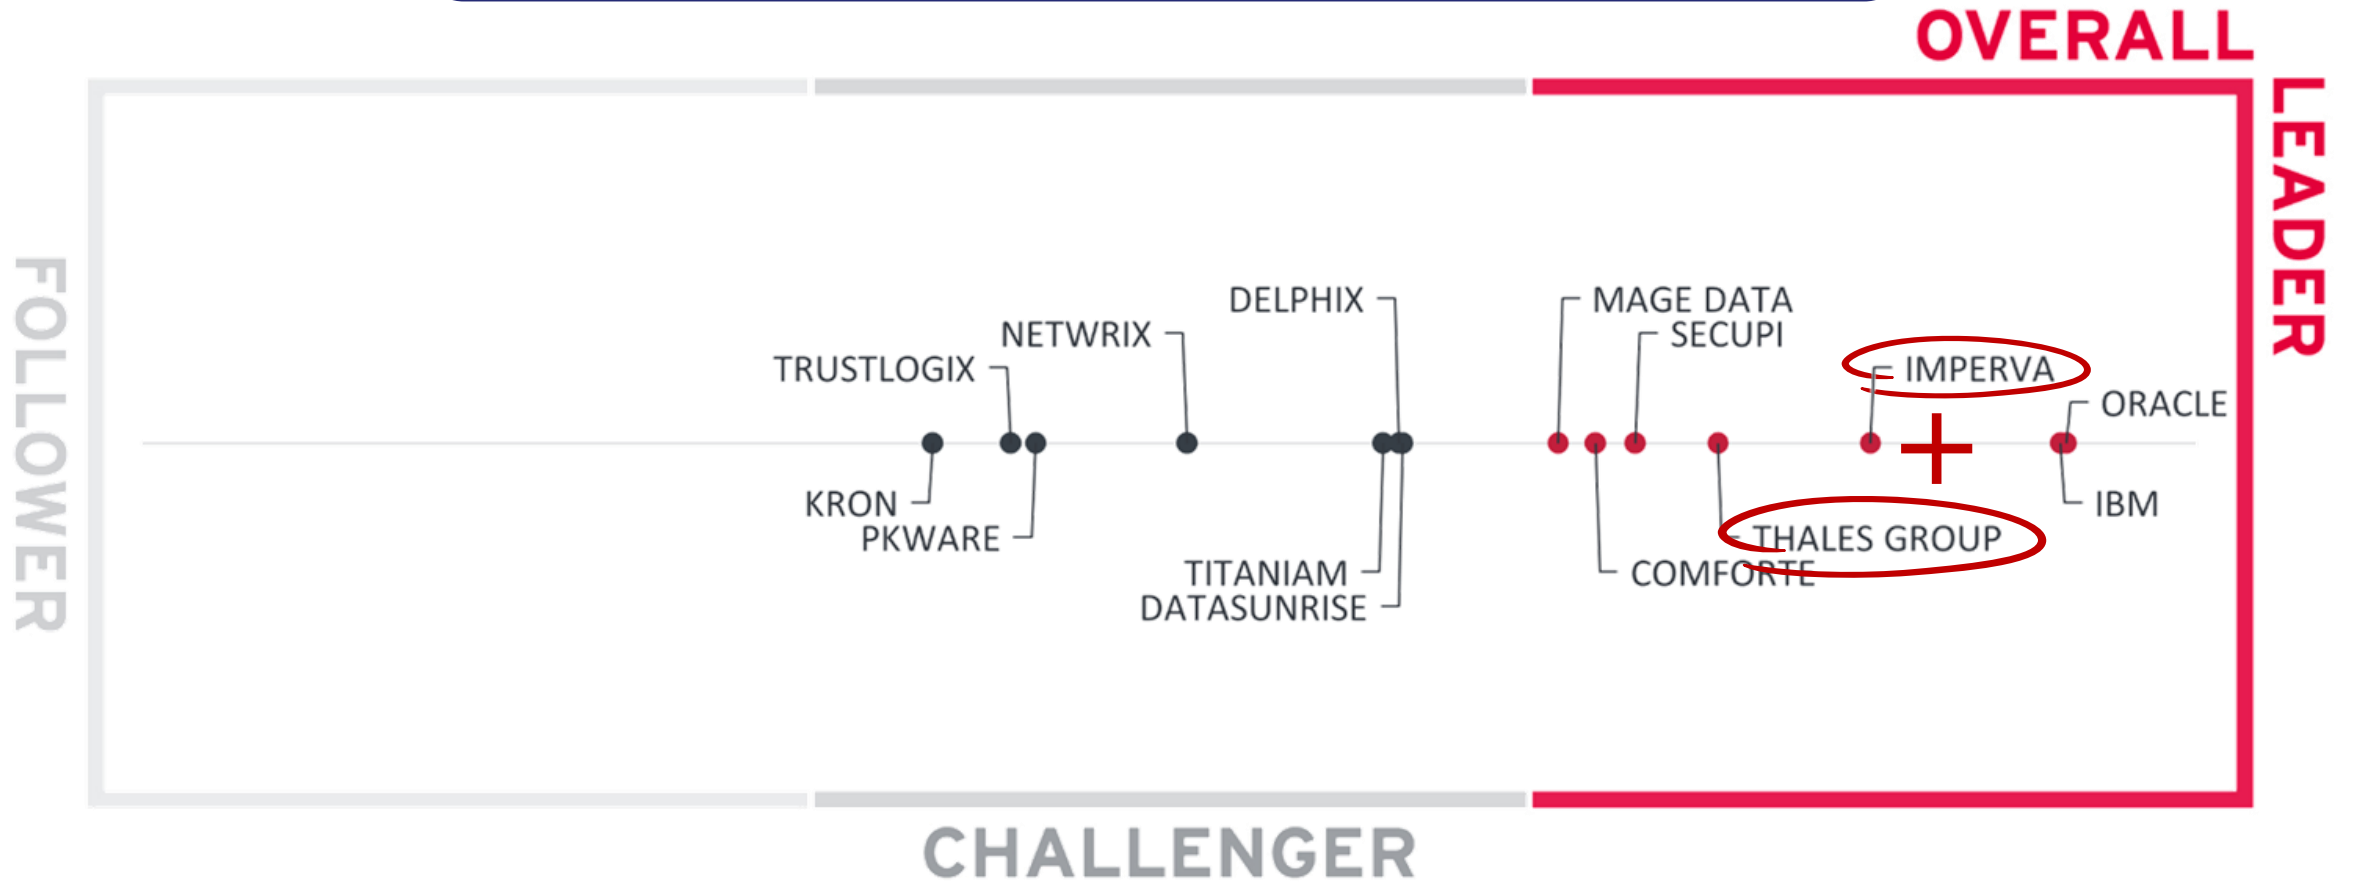 OVERALL
LEADER
FOLLOWER
DELPHIX
MAGE DATA
NETWRIX
SECUPI
TRUSTLOGIX
IMPERVA
ORACLE
KRON
IBM
PKWARE
THALES GROUP
TITANIAM
COMFORTE
DATASUNRISE
CHALLENGER